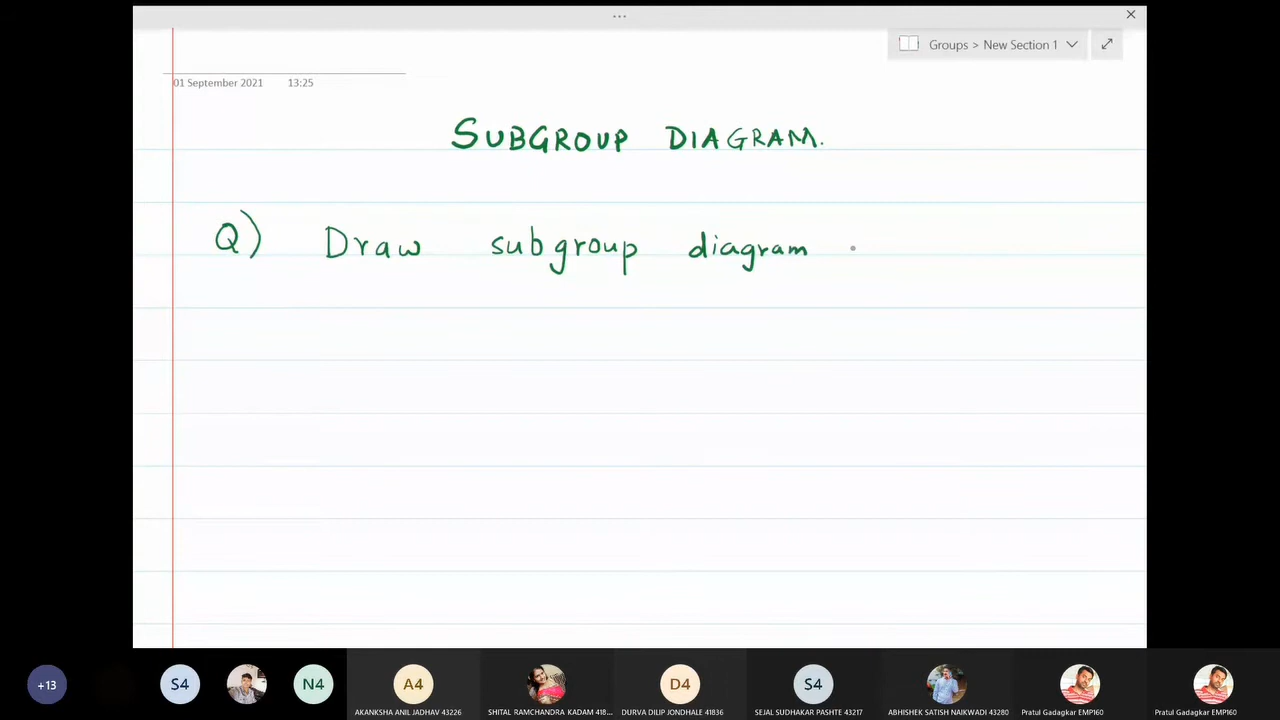 Groups > New Section 1
01 September 2021 13:25
SUBGROUP DIAGRAM.
Q) Draw subgroup diagram
+13
S4
N4
A4
D4
S4
AKANKSHA ANIL JADHAV 43226
SHITAL RAMCHANDRA KADAM 418...
DURVA DILIP JONDHALE 41836
SEJAL SUDHAKAR PASHTE 43217
ABHISHEK SATISH NAIKWADI 43280
Pratul Gadagkar EMP160
Pratul Gadagkar EMP160